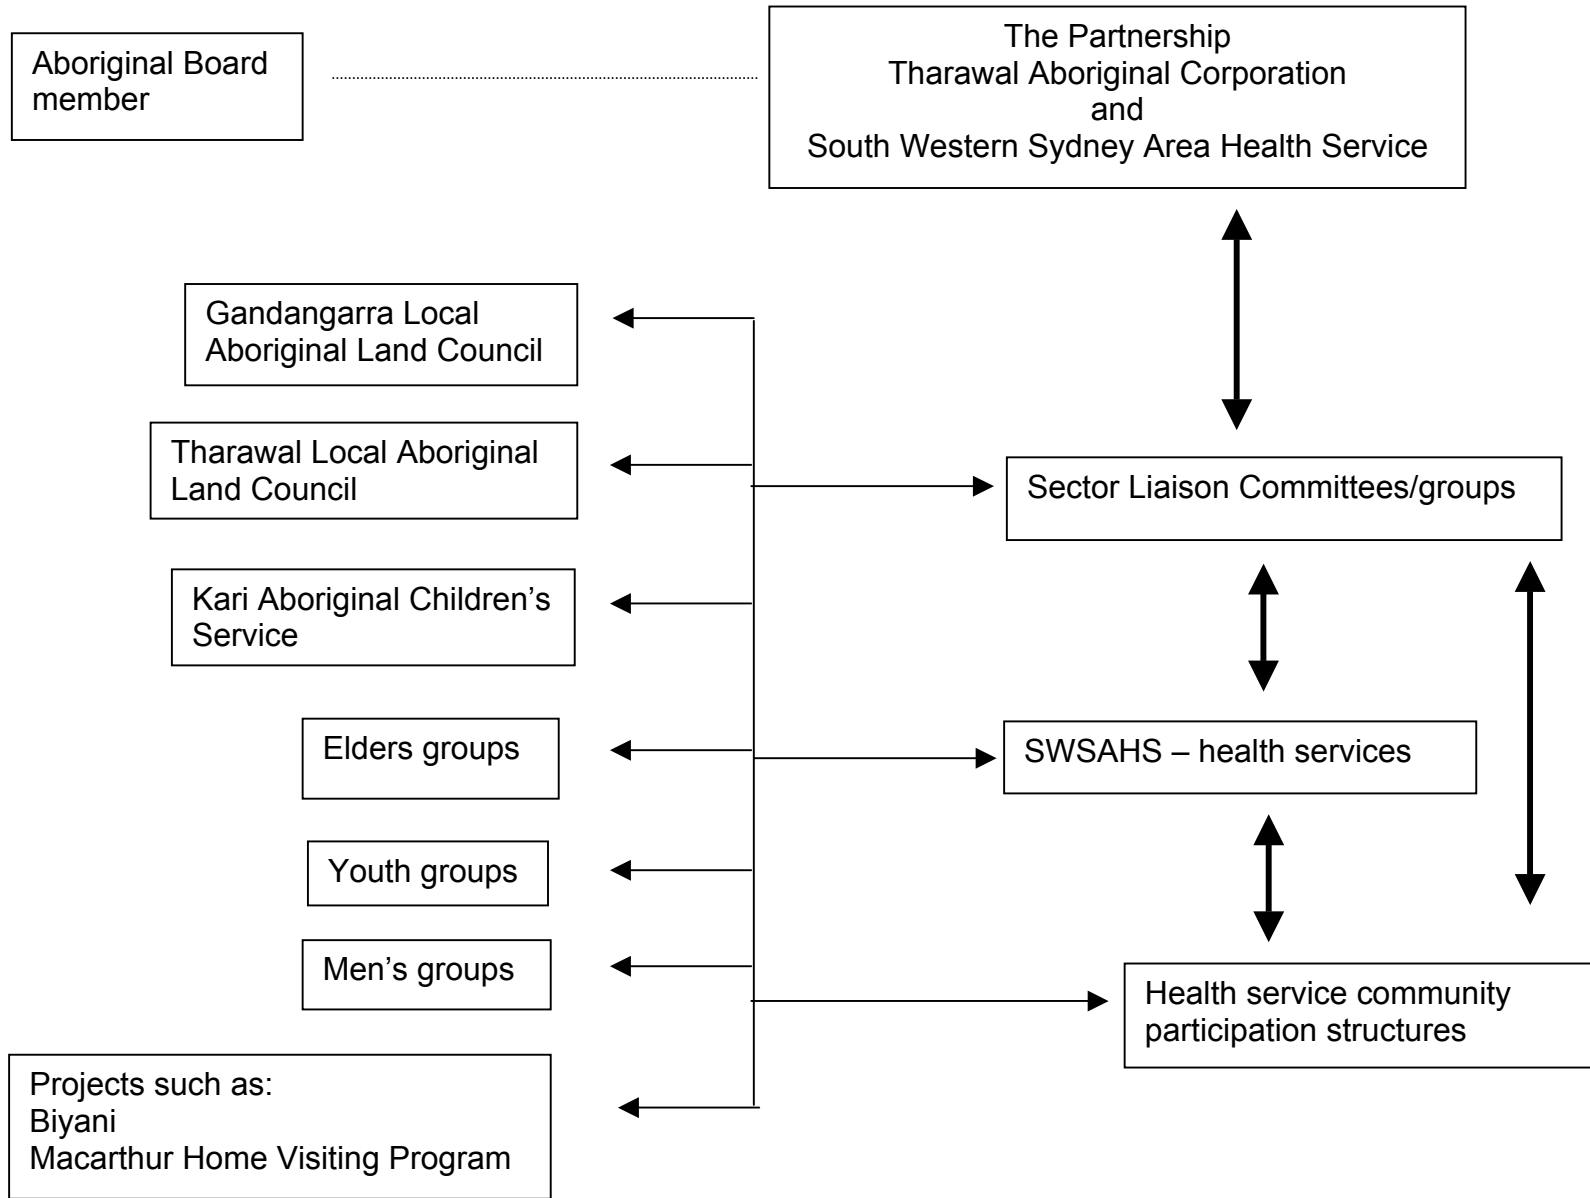 Aboriginal Board
member
The Partnership
Tharawal Aboriginal Corporation
and
South Western Sydney Area Health Service
Gandangarra Local
Aboriginal Land Council
Tharawal Local Aboriginal
Land Council
Sector Liaison Committees/groups
Kari Aboriginal Children’s
Service
Elders groups
SWSAHS – health services
Youth groups
Men’s groups
Health service community
participation structures
Projects such as:
Biyani
Macarthur Home Visiting Program